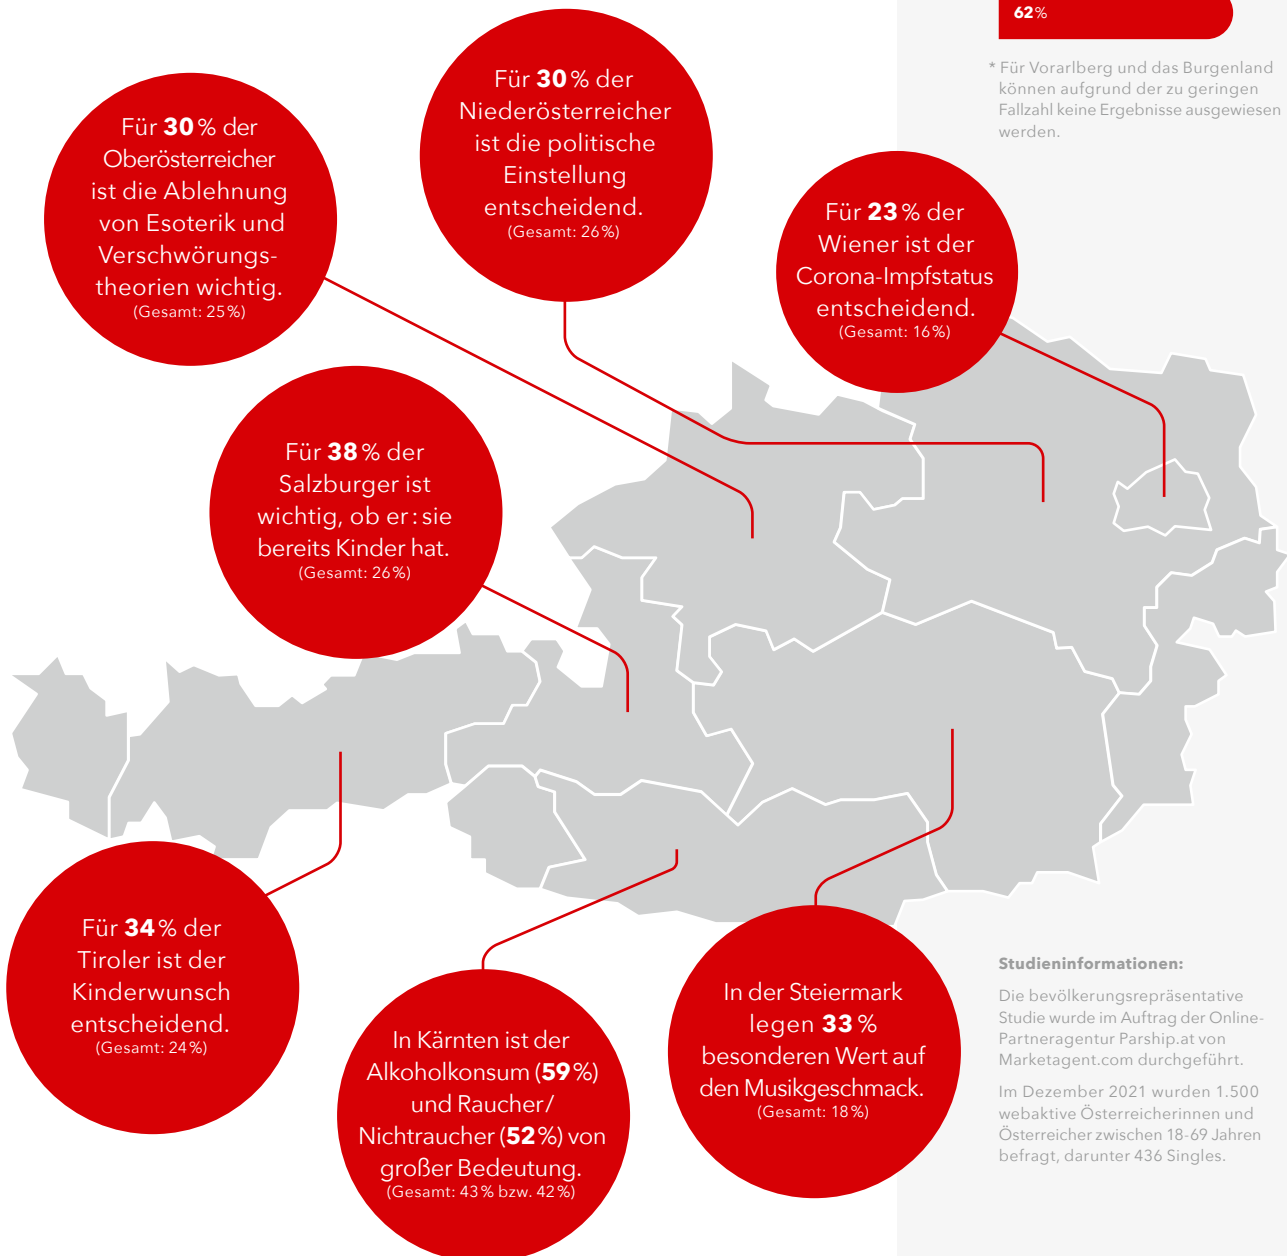 62%
* Für Vorarlberg und das Burgenland
können aufgrund der zu geringen
Fallzahl keine Ergebnisse ausgewiesen
werden.
Für 30% der
Niederösterreicher
ist die politische
Einstellung
entscheidend.
(Gesamt: 26%)
Für 30% der
Oberösterreicher
ist die Ablehnung
von Esoterik und
Verschwörungs-
theorien wichtig.
(Gesamt: 25%)
Für 23% der
Wiener ist der
Corona-Impfstatus
entscheidend.
(Gesamt: 16%)
Für 38% der
Salzburger ist
wichtig, ob er:sie
bereits Kinder hat.
(Gesamt: 26%)
Für 34% der
Tiroler ist der
Kinderwunsch
entscheidend.
(Gesamt: 24%)
In Kärnten ist der
Alkoholkonsum (59%)
und Raucher/
Nichtraucher (52%) von
großer Bedeutung.
(Gesamt: 43% bzw. 42%)
In der Steiermark
legen 33%
besonderen Wert auf
den Musikgeschmack.
(Gesamt: 18%)
Studieninformationen:
Die bevölkerungsrepräsentative
Studie wurde im Auftrag der Online-
Partneragentur Parship.at von
Marketagent.com durchgeführt.
Im Dezember 2021 wurden 1.500
webaktive Österreicherinnen und
Österreicher zwischen 18-69 Jahren
befragt, darunter 436 Singles.